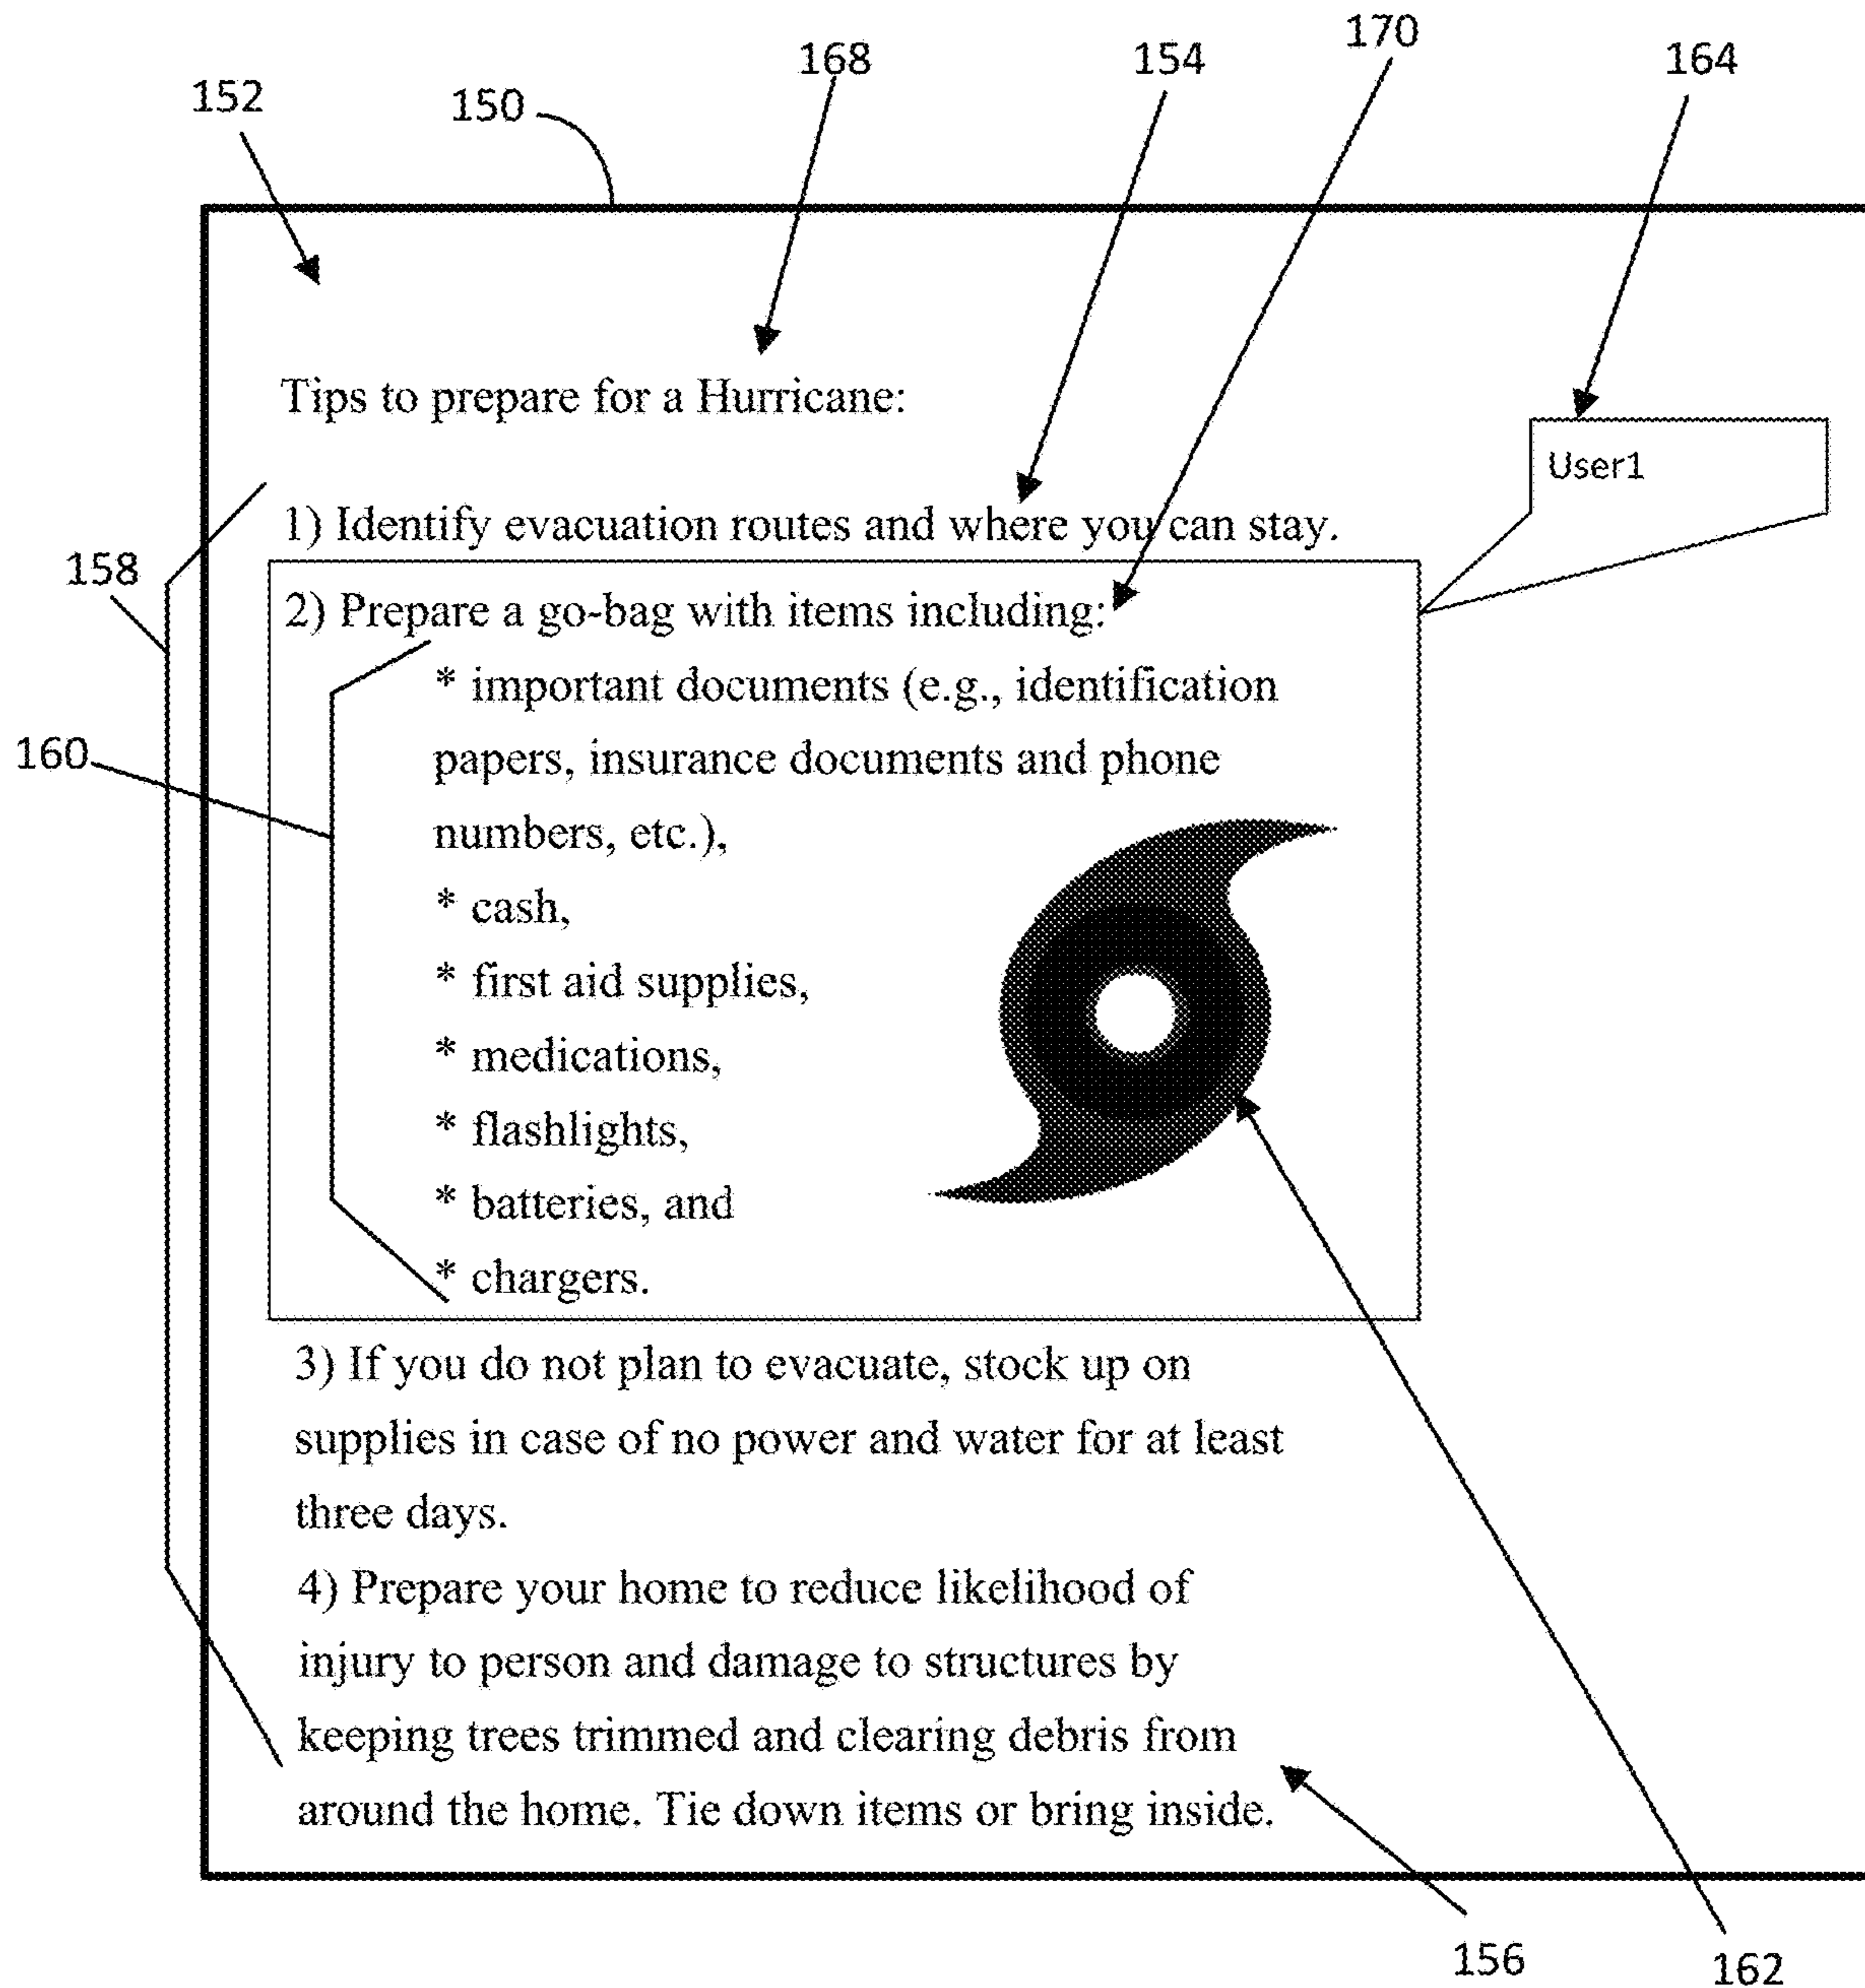 170
168
154
164
152
150
Tips to prepare for a Hurricane:
User1
1) Identify evacuation routes and where you can stay.
158
2) Prepare a go-bag with items including:
* important documents (e.g., identification
160
papers, insurance documents and phone
numbers, etc.),
* cash,
* first aid supplies,
* medications,
* flashlights,
* batteries, and
* chargers.
3) If you do not plan to evacuate, stock up on
supplies in case of no power and water for at least
three days.
4) Prepare your home to reduce likelihood of
injury to person and damage to structures by
keeping trees trimmed and clearing debris from
around the home. Tie down items or bring inside.
156
162